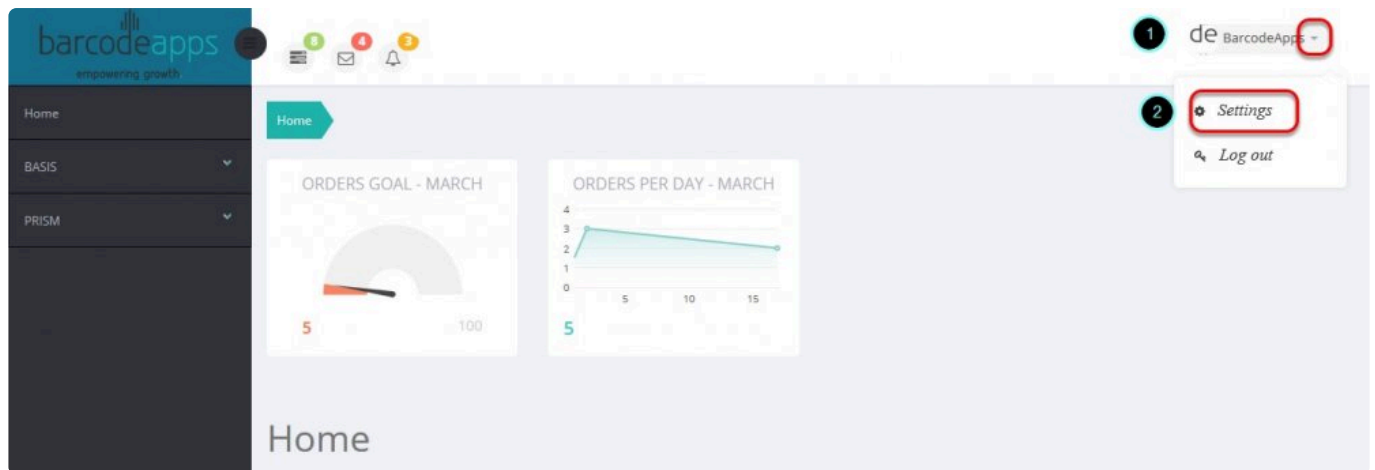 barcodeapps
empowering growth
8
4
3
1
de BarcodeApps
2
Settings
Log out
Home
BASIS
PRISM
Home
ORDERS GOAL - MARCH
5
100
ORDERS PER DAY - MARCH
4
3
2
1
0
5 10 15
5
Home